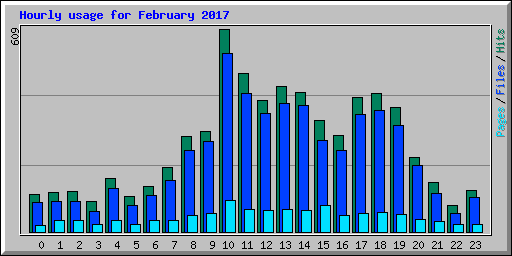 Hourly usage for February 2017
609
Pages/Files/Hits
0 1 2 3 4 5 6 7 8 9 10 11 12 13 14 15 16 17 18 19 20 21 22 23